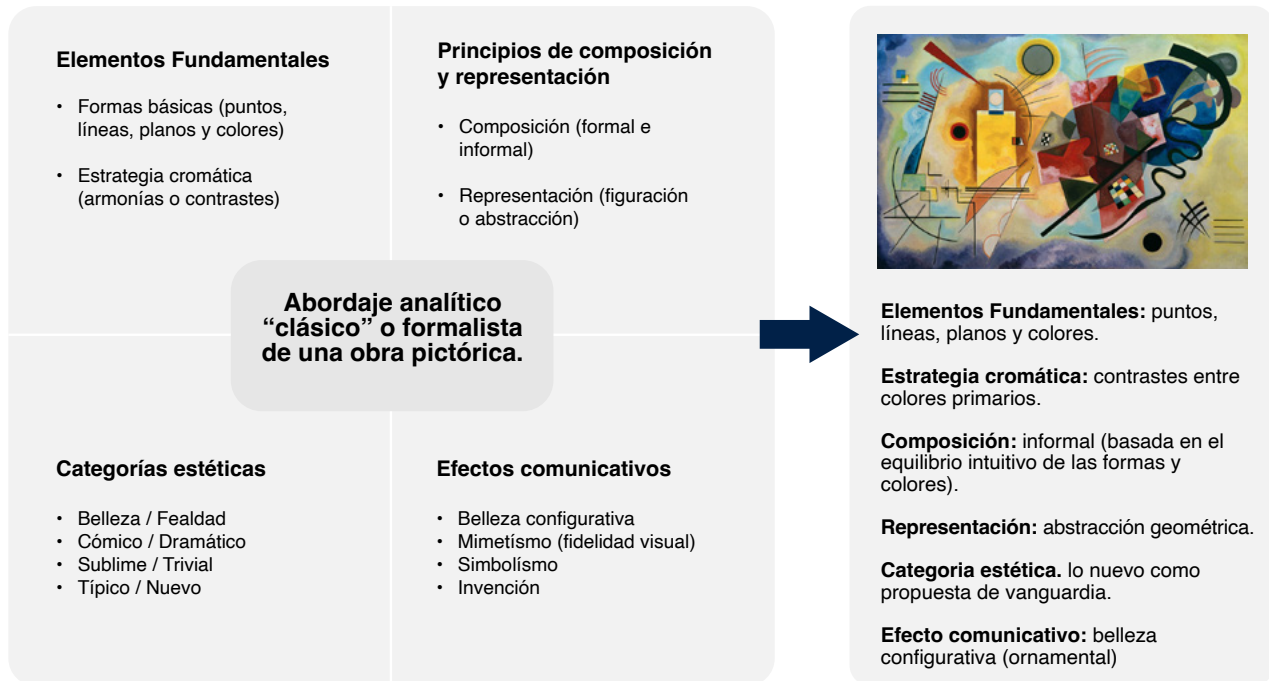 Elementos Fundamentales
• Formas básicas (puntos,
líneas, planos y colores)
• Estrategia cromática
(armonías o contrastes)
Principios de composición
y representación
• Composición (formal e
informal)
• Representación (figuración
o abstracción)
Abordaje analítico
“clásico” o formalista
de una obra pictórica.
Categorías estéticas
• Belleza / Fealdad
• Cómico / Dramático
• Sublime / Trivial
• Típico / Nuevo
Efectos comunicativos
• Belleza configurativa
• Mimetísmo (fidelidad visual)
• Simbolísmo
• Invención
Elementos Fundamentales: puntos,
líneas, planos y colores.
Estrategia cromática: contrastes entre
colores primarios.
Composición: informal (basada en el
equilibrio intuitivo de las formas y
colores).
Representación: abstracción geométrica.
Categoria estética. lo nuevo como
propuesta de vanguardia.
Efecto comunicativo: belleza
configurativa (ornamental)